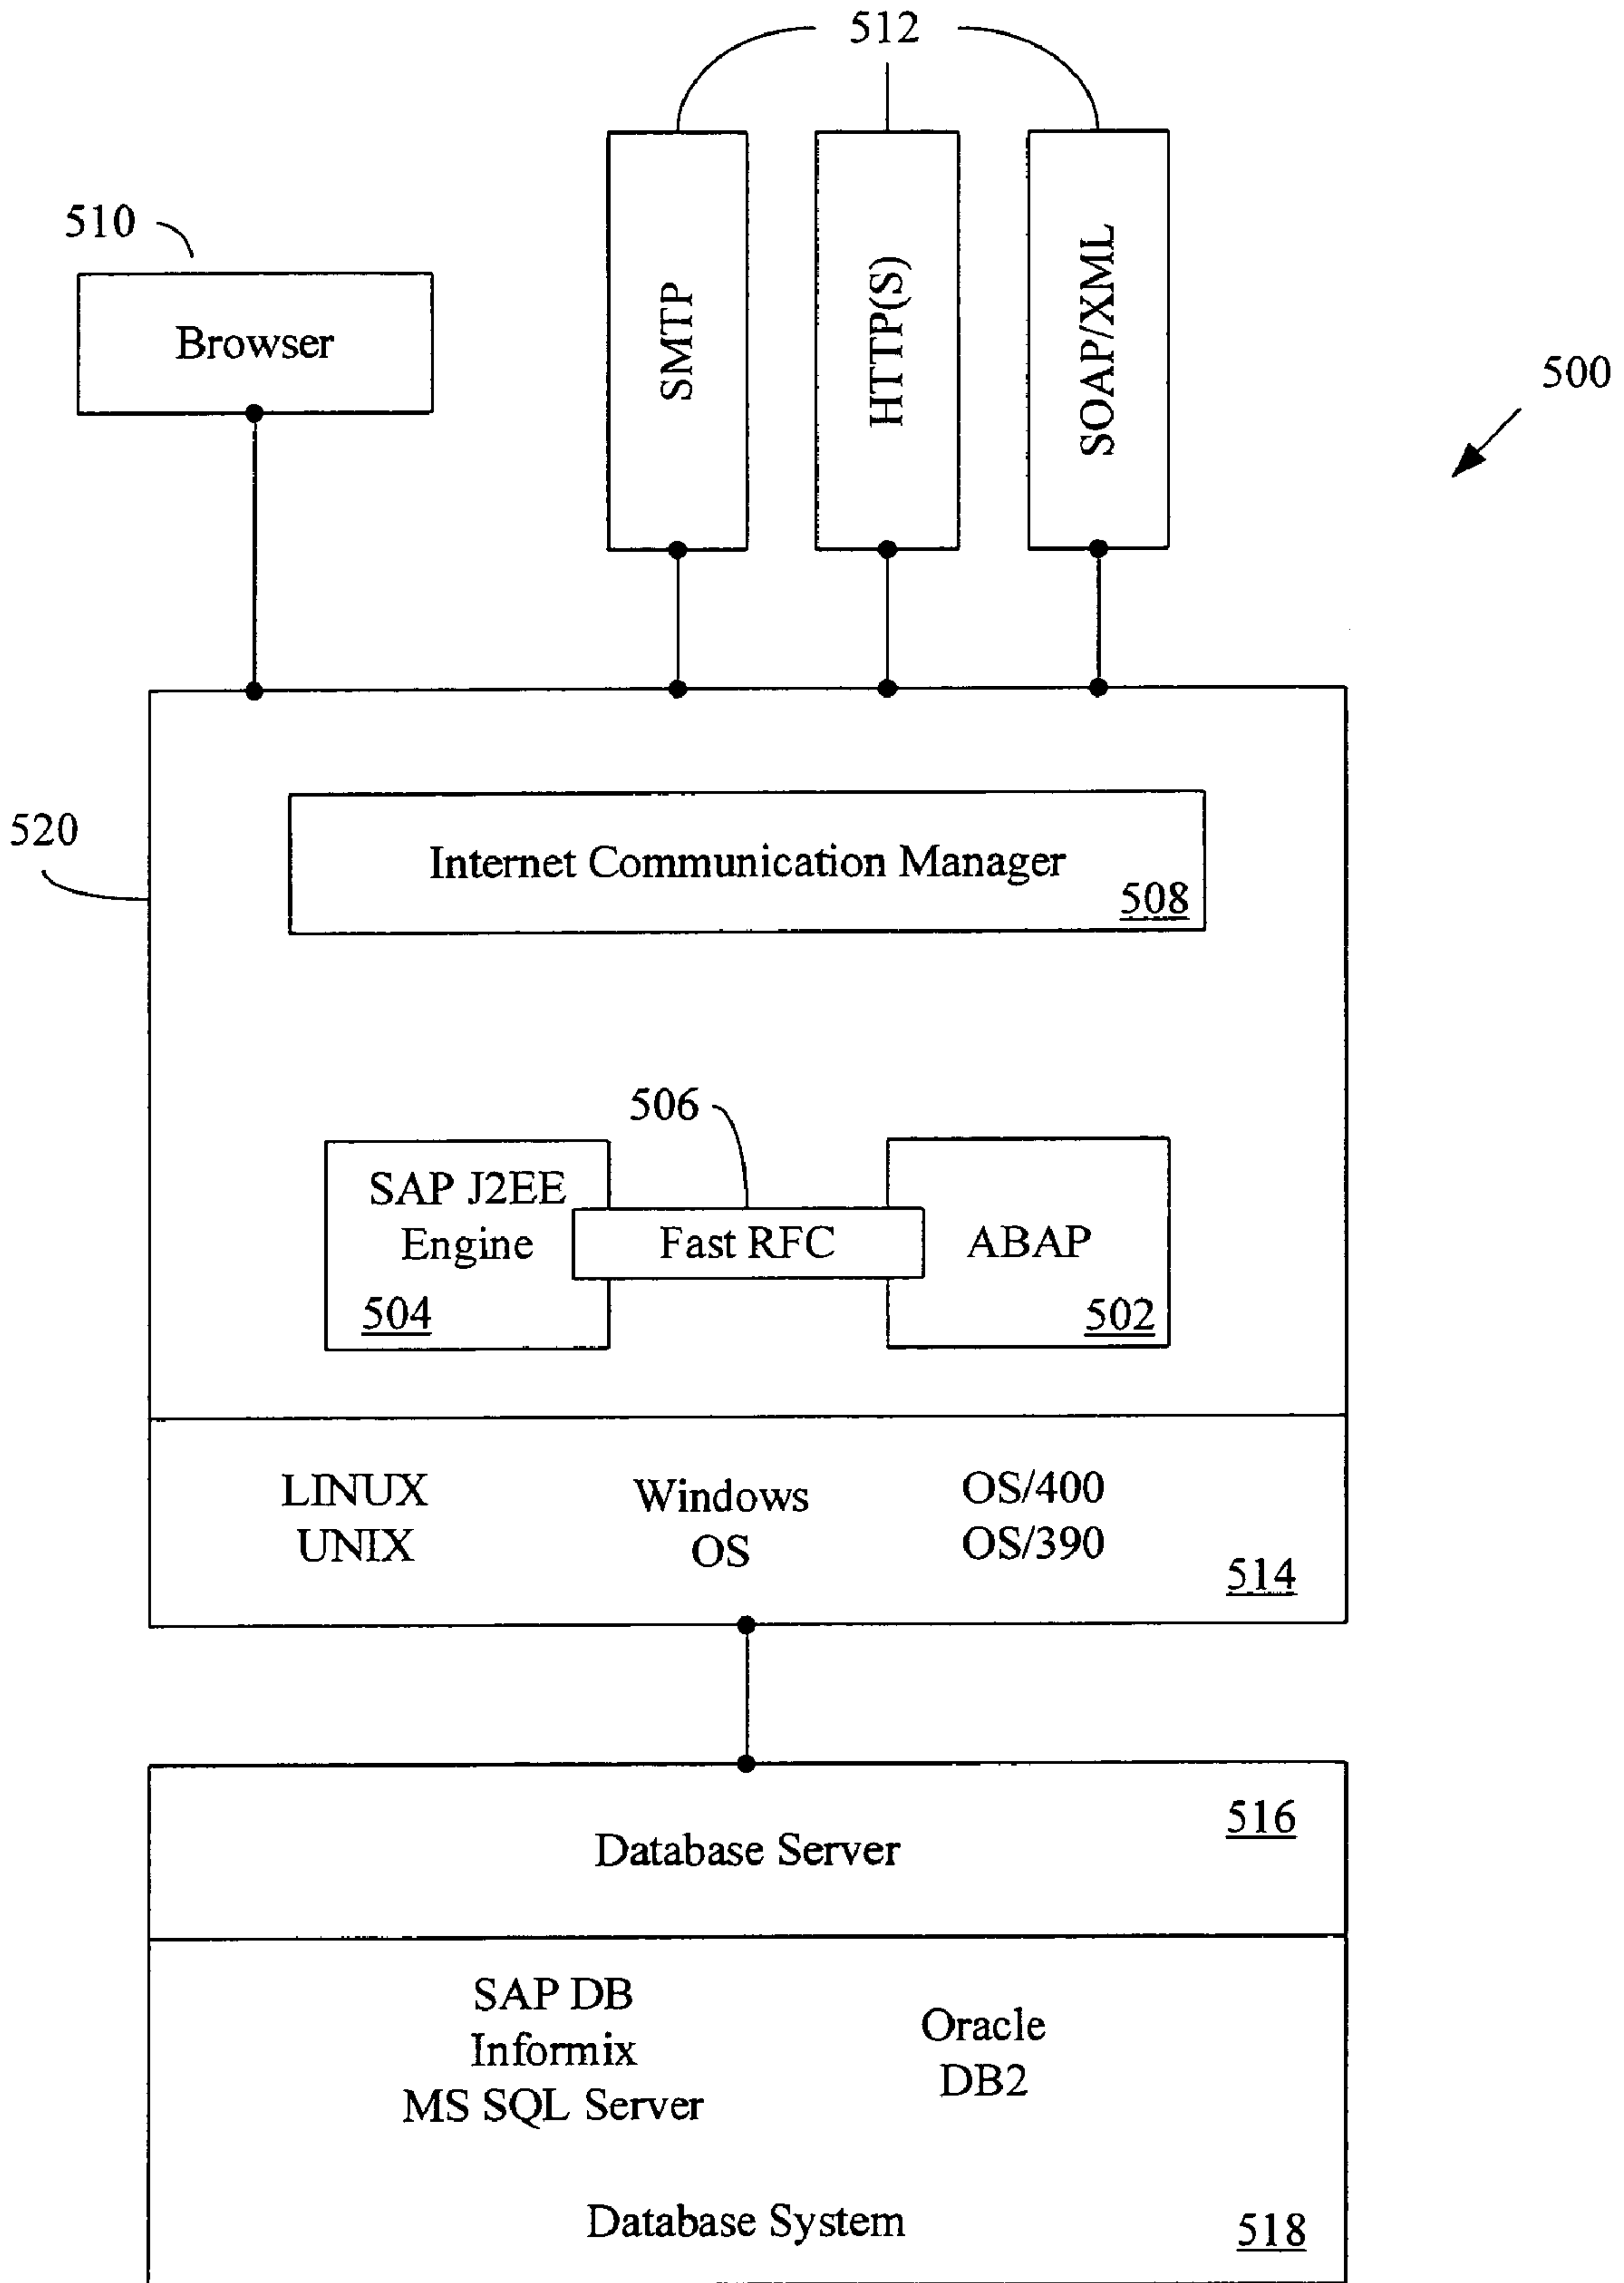 512
510
Browser
SMTP
HTTP(S)
SOAP/XML
500
520
Internet Communication Manager
508
506
SAP J2EE
Engine
504
Fast RFC
ABAP
502
LINUX
UNIX
Windows
OS
OS/400
OS/390
514
516
Database Server
SAP DB
Informix
MS SQL Server
Oracle
DB2
Database System
518